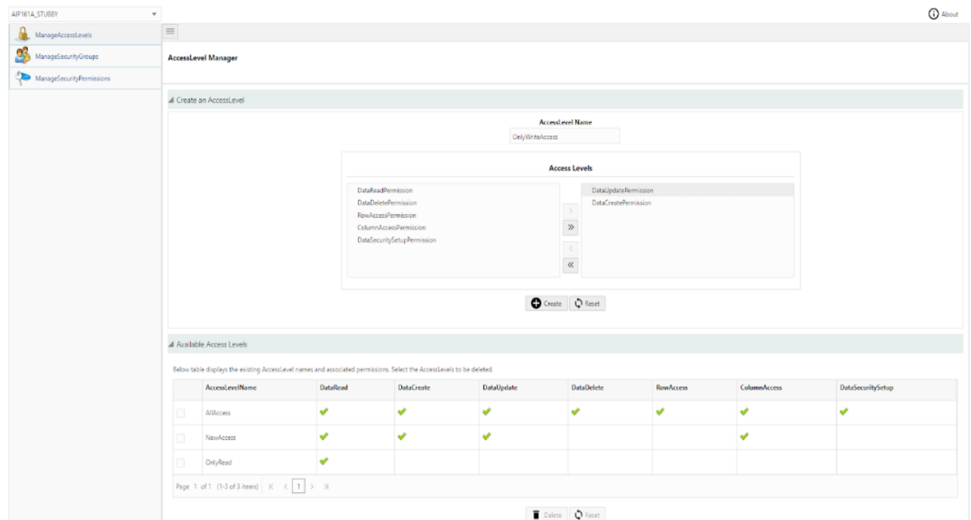 AIP161A_STUBBY
About
ManageAccessLevels
ManageSecurityGroups
ManageSecurityPermissions
AccessLevel Manager
Create an AccessLevel
AccessLevel Name
OnlyWriteAccess
Access Levels
DataReadPermission
DataDeletePermission
RowAccessPermission
ColumnAccessPermission
DataSecuritySetupPermission
DataUpdatePermission
DataCreatePermission
Create Reset
Available Access Levels
Below table displays the existing AccessLevel names and associated permissions. Select the AccessLevels to be deleted.
AccessLevelName DataRead DataCreate DataUpdate DataDelete RowAccess ColumnAccess DataSecuritySetup
AllAccess
NewAccess
OnlyRead
Page 1 of 1 (1-3 of 3 items) 1
Delete Reset